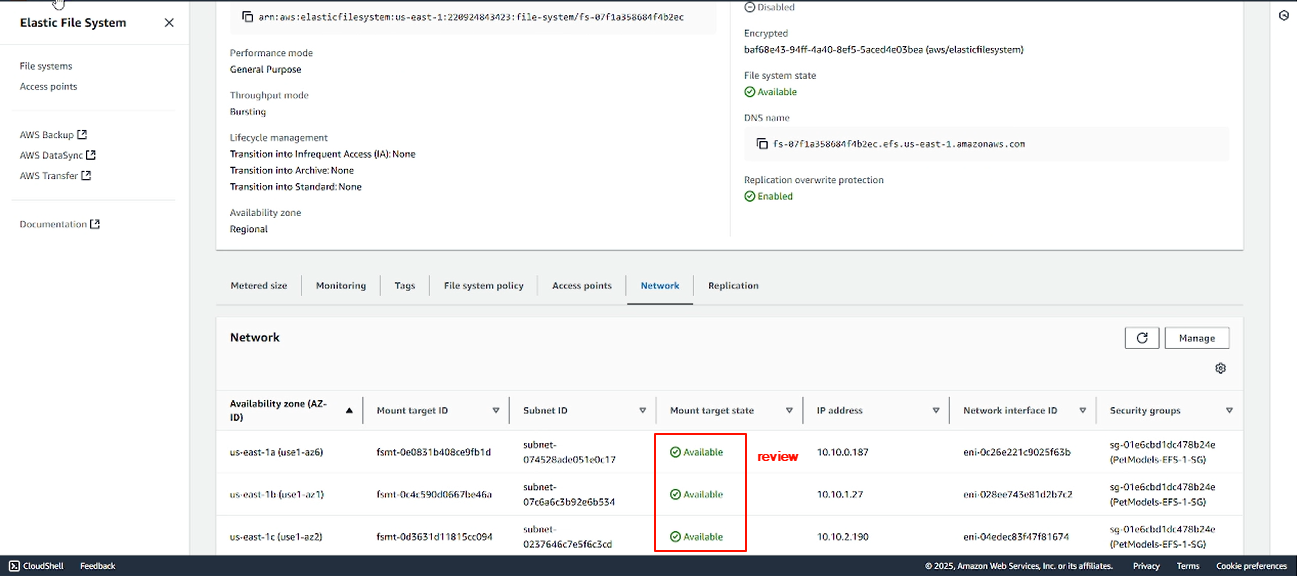 Elastic File System
File systems
Access points
AWS Backup
AWS DataSync
AWS Transfer
Documentation
arn:aws:elasticfilesystem:us-east-1:220924843423:file-system/fs-07f1a358684f4b2ec
Performance mode
General Purpose
Throughput mode
Bursting
Lifecycle management
Transition into Infrequent Access (IA): None
Transition into Archive: None
Transition into Standard: None
Availability zone
Regional
Disabled
Encrypted
baf68e43-94ff-4a40-8ef5-5aced4e03bea (aws/elasticfilesystem)
File system state
Available
DNS name
fs-07f1a358684f4b2ec.efs.us-east-1.amazonaws.com
Replication overwrite protection
Enabled
Metered size Monitoring Tags File system policy Access points Network Replication
Network
Manage
Availability zone (AZ-ID) Mount target ID Subnet ID Mount target state IP address Network interface ID Security groups
us-east-1a (use1-az6) fsmt-0e0831b408ce9fb1d subnet-074528ade051e0c17 Available review 10.10.0.187 eni-0c26e221c9025f63b sg-01e6cbd1dc478b24e (PetModels-EFS-1-SG)
us-east-1b (use1-az1) fsmt-0c4c590d0667be46a subnet-07c6a6c3b92e6b534 Available 10.10.1.27 eni-028ee743e81d2b7c2 sg-01e6cbd1dc478b24e (PetModels-EFS-1-SG)
us-east-1c (use1-az2) fsmt-0d3631d11815cc094 subnet-0237646c7e5f6c3cd Available 10.10.2.190 eni-04edec83f47f81674 sg-01e6cbd1dc478b24e (PetModels-EFS-1-SG)
CloudShell Feedback © 2025, Amazon Web Services, Inc. or its affiliates. Privacy Terms Cookie preferences